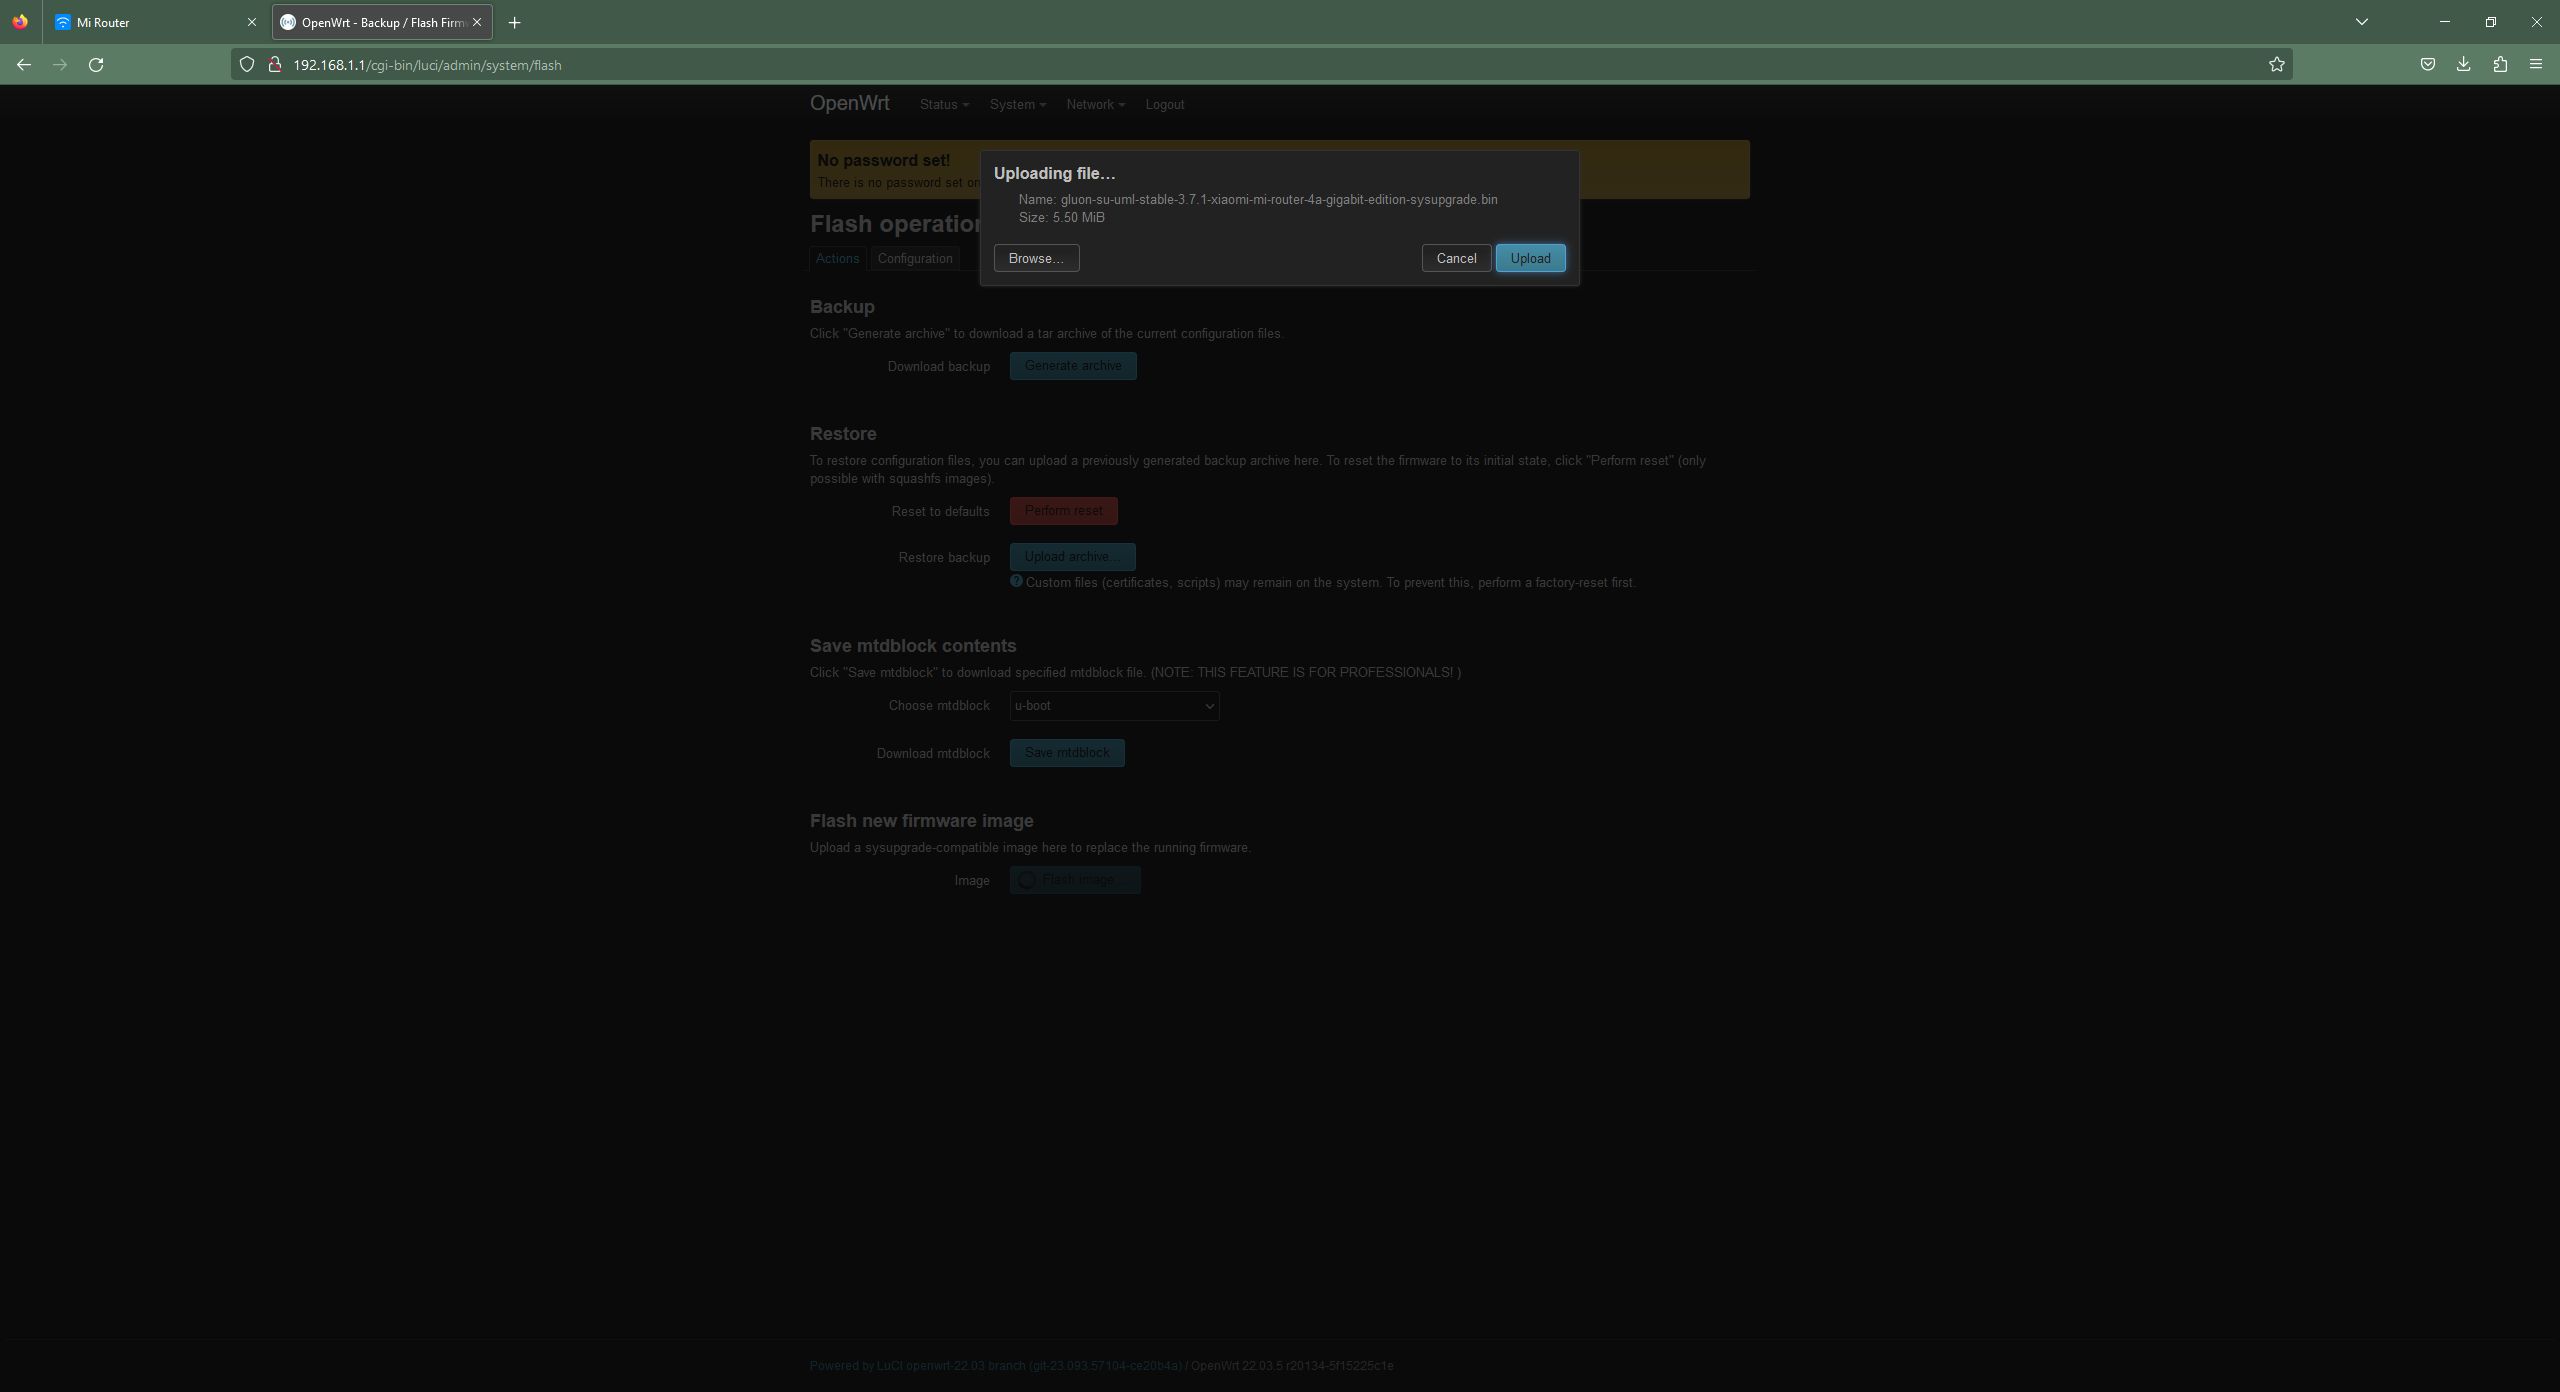 Mi Router
OpenWrt - Backup / Flash Firm
192.168.1.1/cgi-bin/luci/admin/system/flash
OpenWrt Status System Network Logout
No password set!
There is no password set on
Uploading file…
Name: gluon-su-uml-stable-3.7.1-xiaomi-mi-router-4a-gigabit-edition-sysupgrade.bin
Size: 5.50 MiB
Browse… Cancel Upload
Flash operation
Actions Configuration
Backup
Click "Generate archive" to download a tar archive of the current configuration files.
Download backup Generate archive
Restore
To restore configuration files, you can upload a previously generated backup archive here. To reset the firmware to its initial state, click "Perform reset" (only
possible with squashfs images).
Reset to defaults Perform reset
Restore backup Upload archive...
Custom files (certificates, scripts) may remain on the system. To prevent this, perform a factory-reset first.
Save mtdblock contents
Click "Save mtdblock" to download specified mtdblock file. (NOTE: THIS FEATURE IS FOR PROFESSIONALS! )
Choose mtdblock u-boot
Download mtdblock Save mtdblock
Flash new firmware image
Upload a sysupgrade-compatible image here to replace the running firmware.
Image Flash image...
Powered by LuCI openwrt-22.03 branch (git-23.093.57104-ce20b4a) / OpenWrt 22.03.5 r20134-5f15225c1e